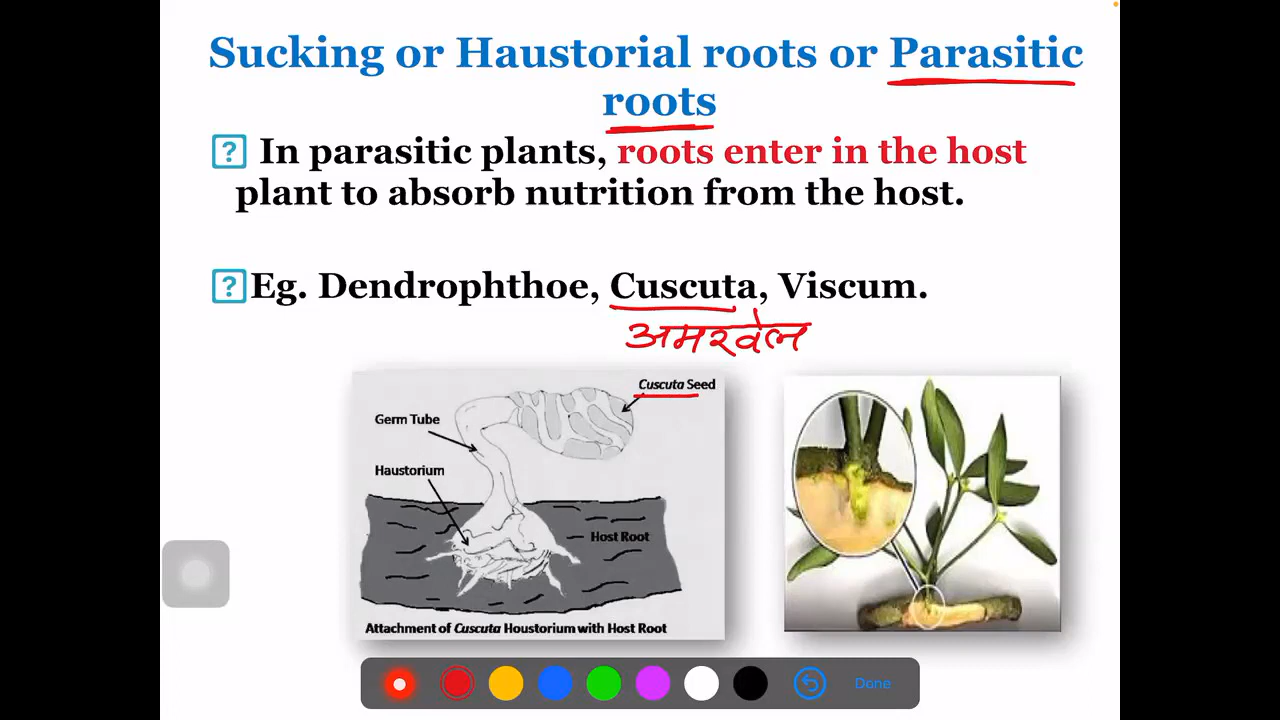 Sucking or Haustorial roots or Parasitic
roots
? In parasitic plants, roots enter in the host
plant to absorb nutrition from the host.
? Eg. Dendrophthoe, Cuscuta, Viscum.
अमरबेल
Cuscuta Seed
Germ Tube
Haustorium
Host Root
Attachment of Cuscuta Houstorium with Host Root
Done